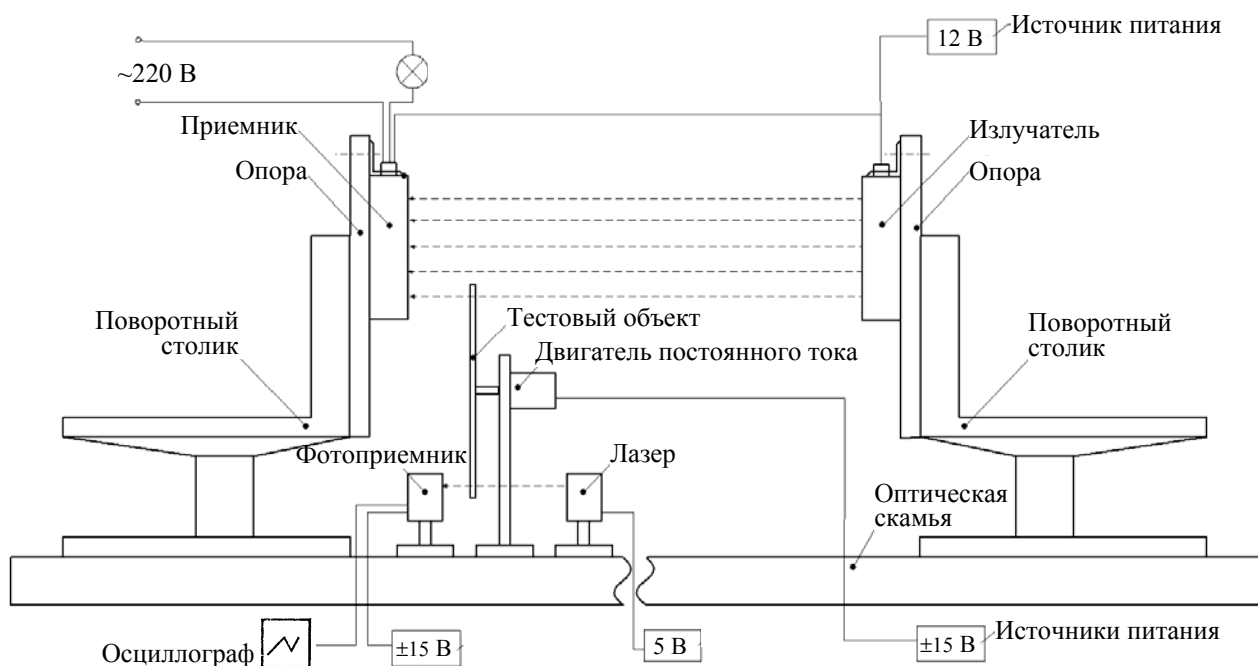 12 В
Источник питания
~220 В
Приемник
Излучатель
Опора
Опора
Тестовый объект
Поворотный
столик
Двигатель постоянного тока
Поворотный
столик
Фотоприемник
Лазер
Оптическая
скамья
Осциллограф
±15 В
5 В
±15 В
Источники питания